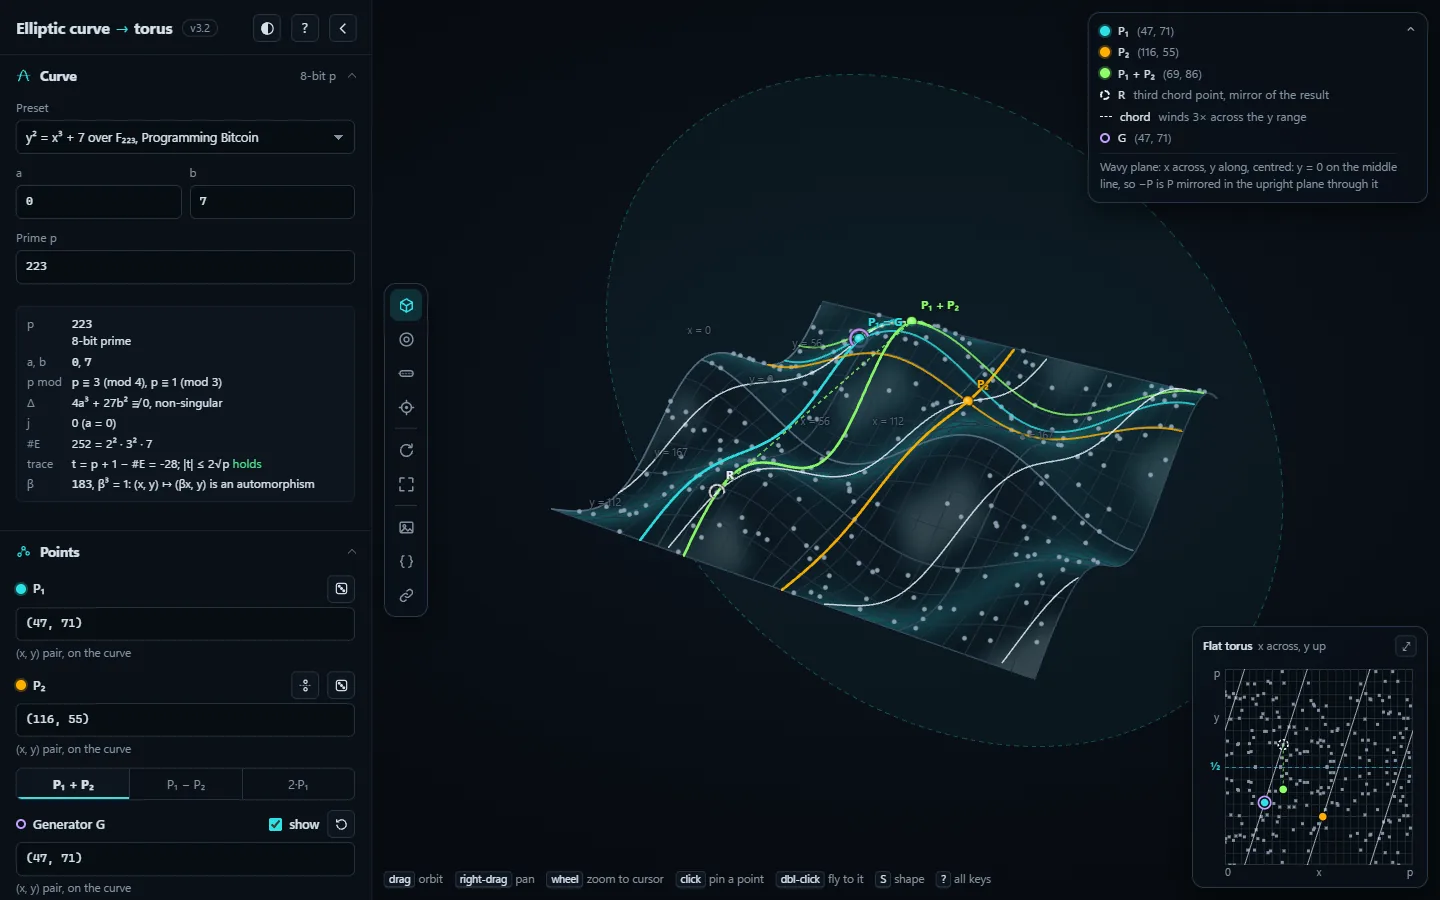 Elliptic curve → torus v3.2
?
Curve 8-bit p
Preset
y² = x³ + 7 over F₂₂₃, Programming Bitcoin
a b
0 7
Prime p
223
p 223
8-bit prime
a, b 0, 7
p mod p ≡ 3 (mod 4), p ≡ 1 (mod 3)
Δ 4a³ + 27b² ≢ 0, non-singular
j 0 (a = 0)
#E 252 = 2² · 3² · 7
trace t = p + 1 − #E = -28; |t| ≤ 2√p holds
β 183, β³ = 1: (x, y) ↦ (βx, y) is an automorphism
Points
P₁
(47, 71)
(x, y) pair, on the curve
P₂
(116, 55)
(x, y) pair, on the curve
P₁ + P₂ P₁ − P₂ 2·P₁
Generator G show
(47, 71)
(x, y) pair, on the curve
P₁ (47, 71)
P₂ (116, 55)
P₁ + P₂ (69, 86)
R third chord point, mirror of the result
chord winds 3× across the y range
G (47, 71)
Wavy plane: x across, y along, centred: y = 0 on the middle
line, so −P is P mirrored in the upright plane through it
P₁ + P₂
x = 0
y = 56
P₂
x = 112
y = 167
R
y = 112
Flat torus x across, y up
p
y
½
0 x p
drag orbit right-drag pan wheel zoom to cursor click pin a point dbl-click fly to it S shape ? all keys